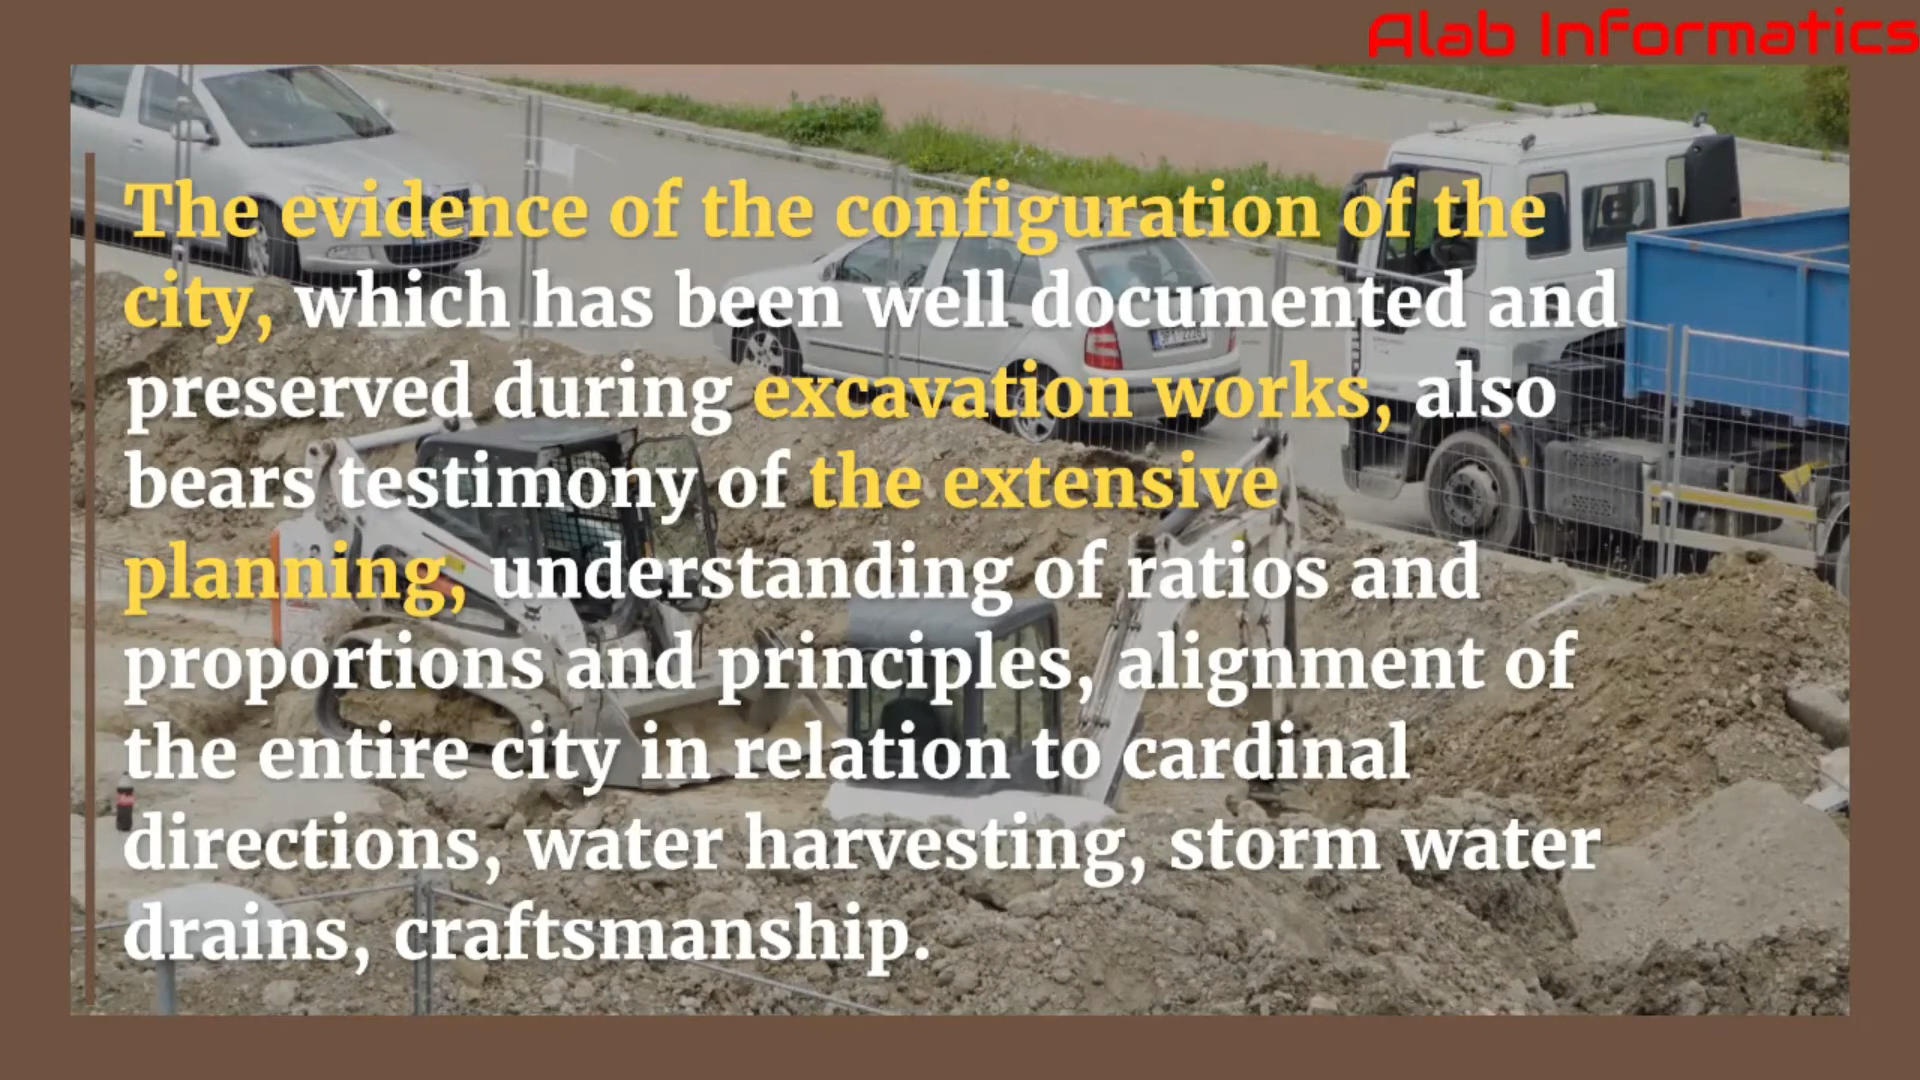 Alab Informatics
The evidence of the configuration of the
city, which has been well documented and
preserved during excavation works, also
bears testimony of the extensive
planning, understanding of ratios and
proportions and principles, alignment of
the entire city in relation to cardinal
directions, water harvesting, storm water
drains, craftsmanship.